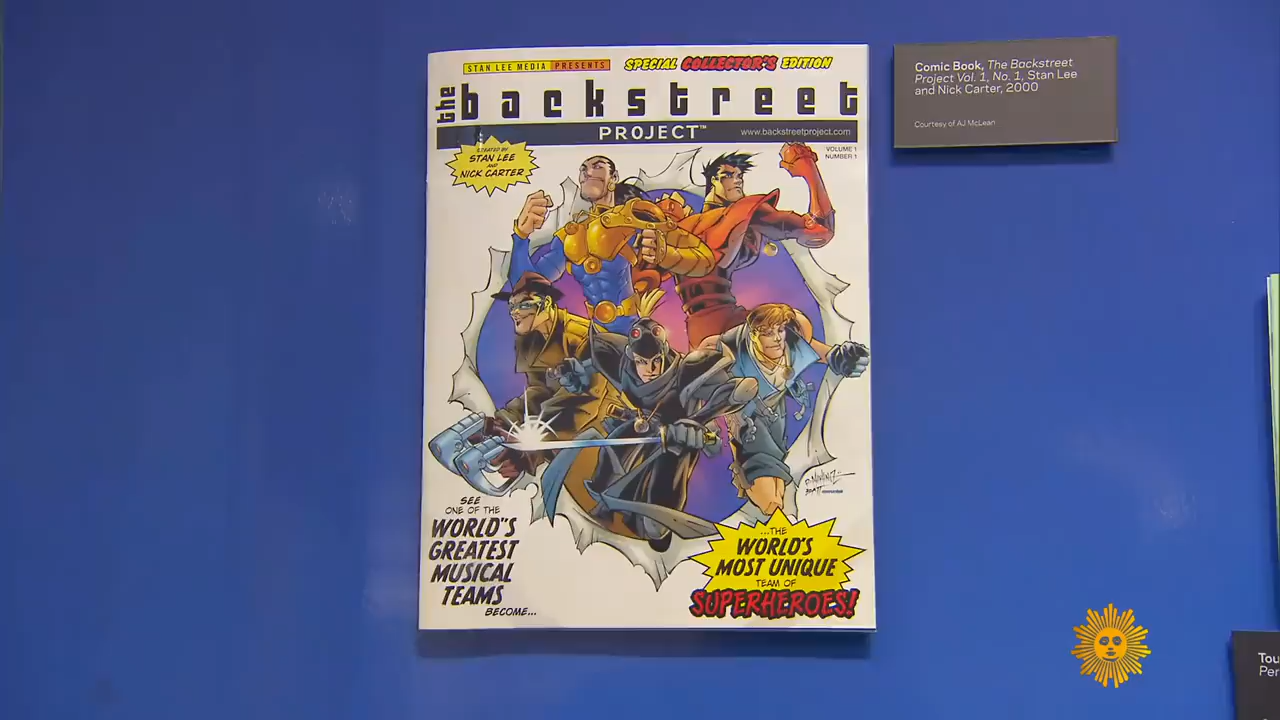 STAN LEE MEDIA PRESENTS
SPECIAL COLLECTOR'S EDITION
the backstreet
PROJECT™
www.backstreetproject.com
CREATED BY
STAN LEE
AND
NICK CARTER
VOLUME 1
NUMBER 1
SEE
ONE OF THE
WORLD'S
GREATEST
MUSICAL
TEAMS
BECOME...
...THE
WORLD'S
MOST UNIQUE
TEAM OF
SUPERHEROES!
Comic Book, The Backstreet
Project Vol. 1, No. 1, Stan Lee
and Nick Carter, 2000
Courtesy of AJ McLean
Tou
Per